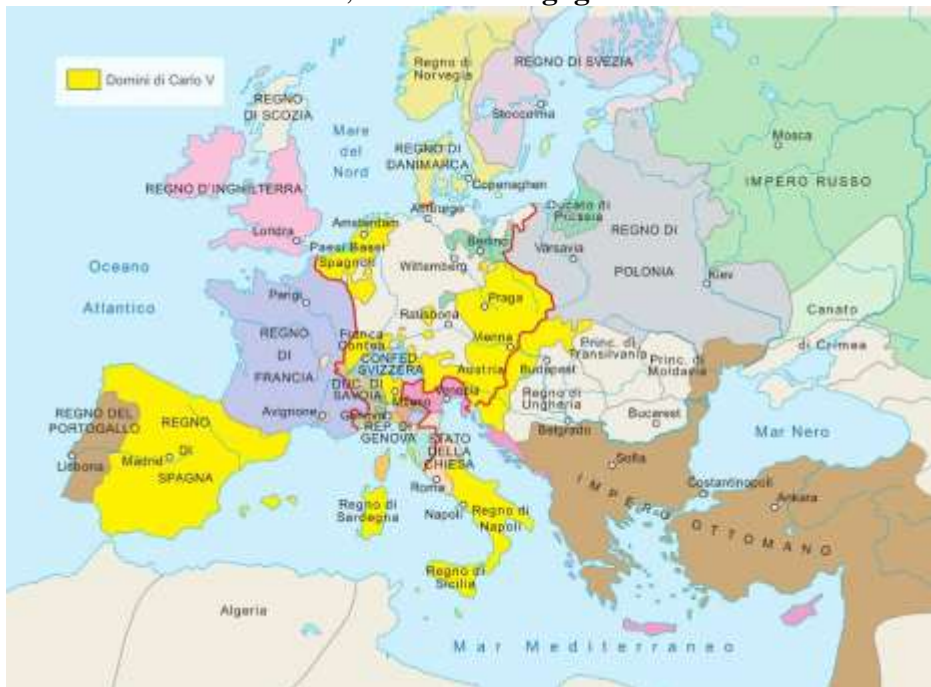 Domini di Carlo V
Regno di
Norvegia
REGNO DI SVEZIA
Stoccolma
REGNO
DI SCOZIA
Mare
del
Nord
REGNO DI
DANIMARCA
Copenaghen
Mosca
IMPERO RUSSO
REGNO D'INGHILTERRA
Londra
Amsterdam
Amburgo
Ducato di
Prussia
Berlino
Varsavia
REGNO DI
POLONIA
Kiev
Paesi Bassi
Spagnoli
Wittemberg
Oceano
Atlantico
Parigi
REGNO
DI
FRANCIA
Ratisbona
Praga
Vienna
Austria
Franca
Contea
CONFED.
SVIZZERA
DUC. DI
SAVOIA
Milano
Venezia
Avignone
Genova
REP. DI
GENOVA
STATO
DELLA
CHIESA
Budapest
Princ. di
Transilvania
Princ. di
Moldavia
Regno di
Ungheria
Bucarest
Belgrado
Canato
di Crimea
Mar Nero
REGNO DEL
PORTOGALLO
Lisbona
Madrid
REGNO
DI
SPAGNA
Roma
Napoli
Regno di
Napoli
Regno di
Sardegna
Regno di
Sicilia
Sofia
Costantinopoli
Ankara
IMPERO OTTOMANO
Algeria
Mar Mediterraneo